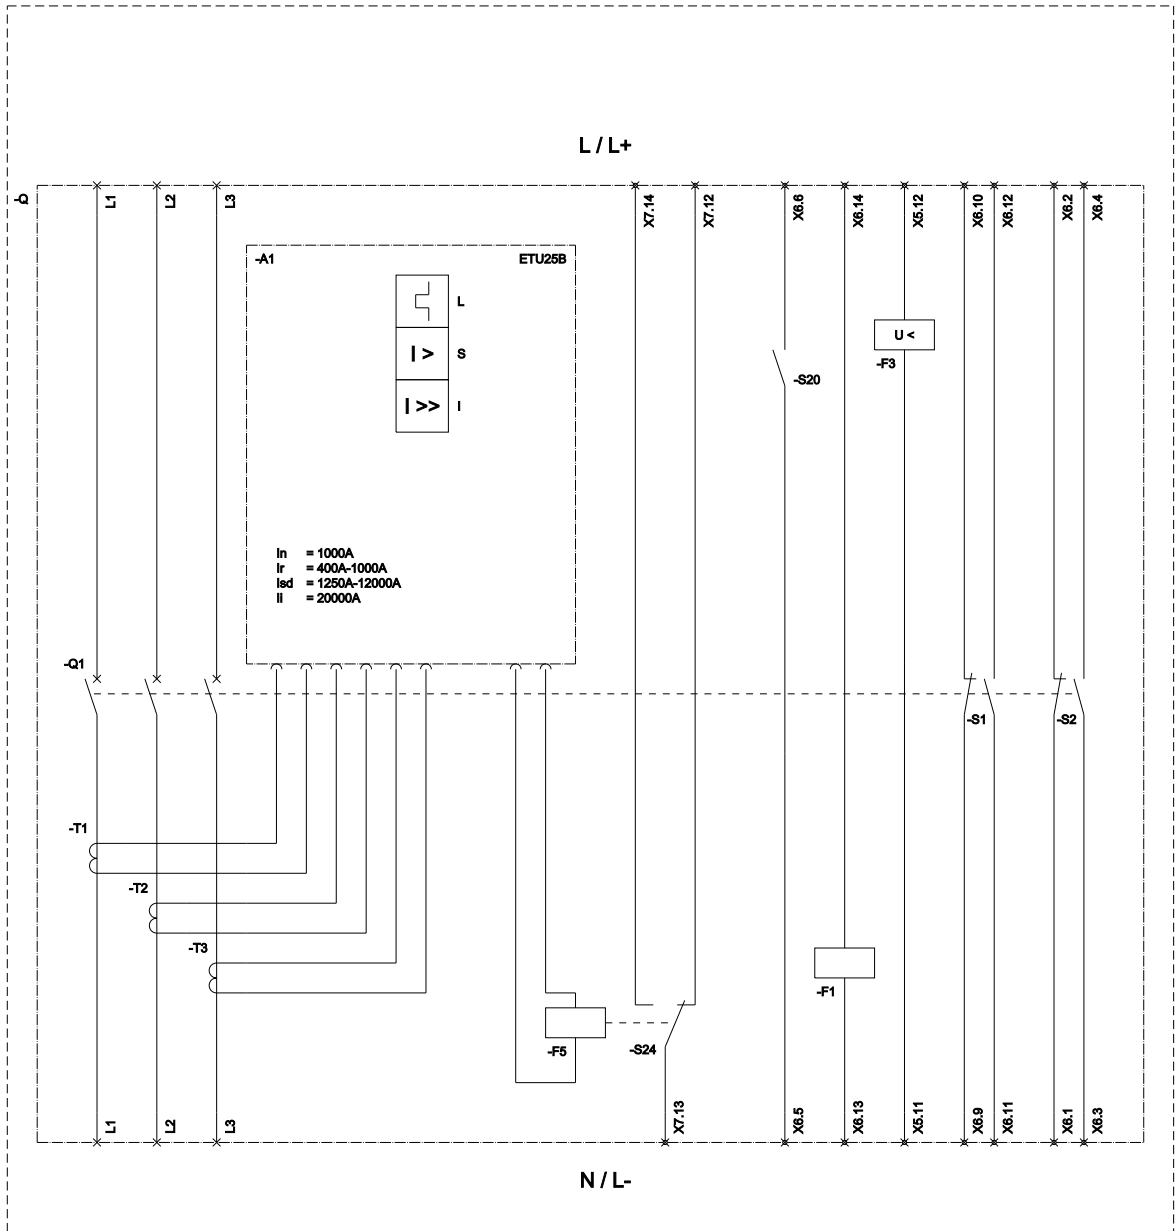 L / L+
-Q
L1
L2
L3
X7.14
X7.12
X6.6
X6.14
X5.12
X6.10
X6.12
X6.2
X6.4
-A1
ETU25B
L
I >
S
I >>
I
U <
-F3
-S20
In = 1000A
Ir = 400A-1000A
Isd = 1250A-12000A
Ii = 20000A
-Q1
-S1
-S2
-T1
-T2
-T3
-F1
-F5
-S24
L1
L2
L3
X7.13
X6.5
X6.13
X5.11
X6.9
X6.11
X6.1
X6.3
N / L-